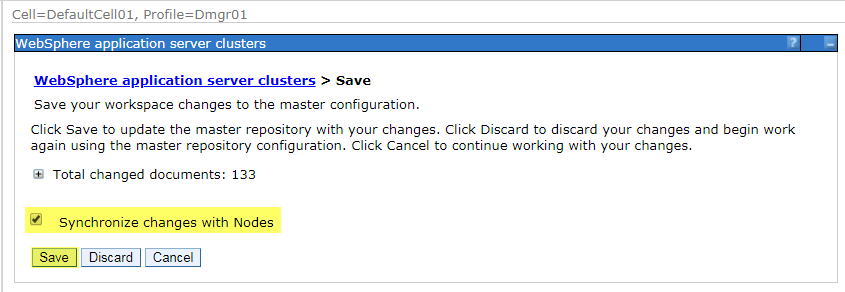 Cell=DefaultCell01, Profile=Dmgr01
WebSphere application server clusters
?
WebSphere application server clusters > Save
Save your workspace changes to the master configuration.
Click Save to update the master repository with your changes. Click Discard to discard your changes and begin work
again using the master repository configuration. Click Cancel to continue working with your changes.
Total changed documents: 133
Synchronize changes with Nodes
Save Discard Cancel